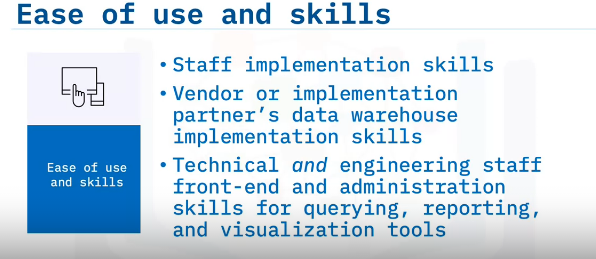 Ease of use and skills
Ease of use
and skills
• Staff implementation skills
• Vendor or implementation
partner's data warehouse
implementation skills
• Technical and engineering staff
front-end and administration
skills for querying, reporting,
and visualization tools